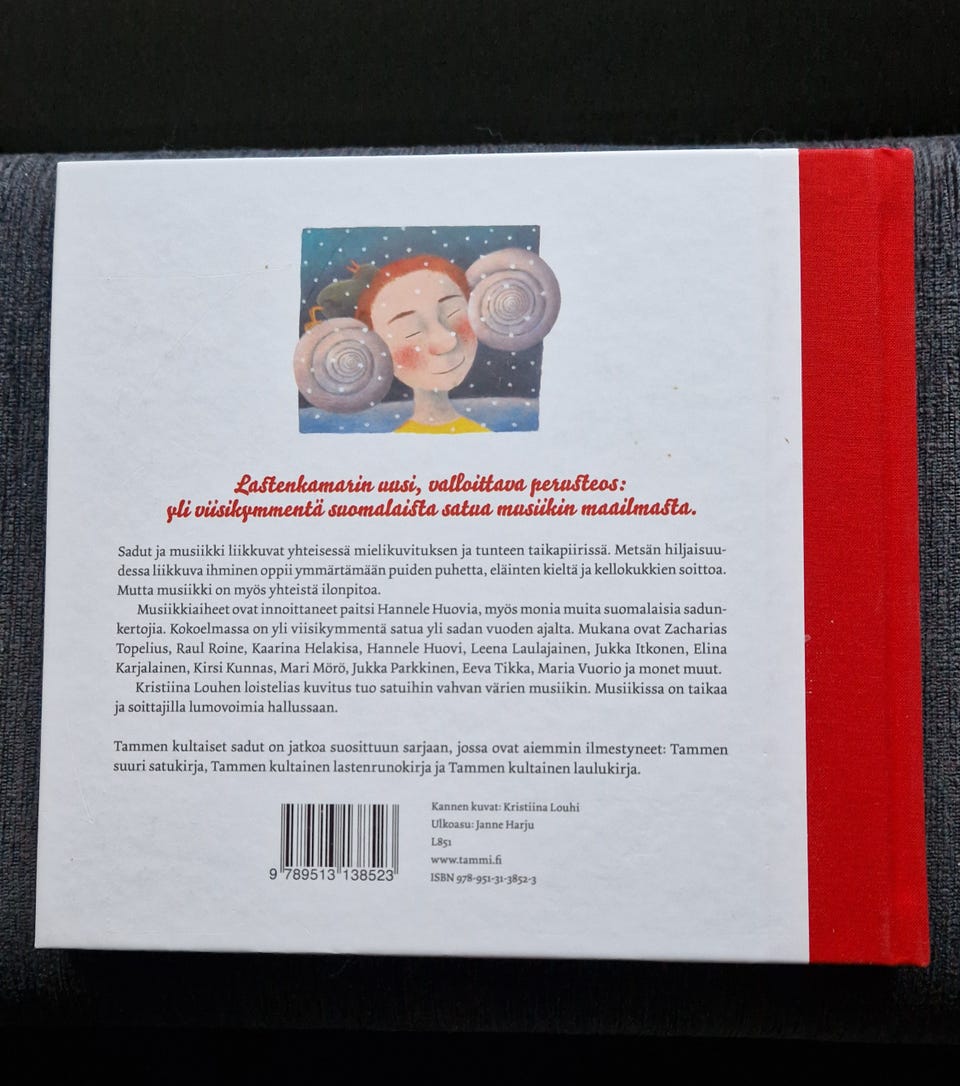 Lastenkamarin uusi, valloittava perusteos:
yli viisikymmentä suomalaista satua musiikin maailmasta.
Sadut ja musiikki liikkuvat yhteisessä mielikuvituksen ja tunteen taikapiirissä. Metsän hiljaisuu-
dessa liikkuva ihminen oppii ymmärtämään puiden puhetta, eläinten kieltä ja kellokukkien soittoa.
Mutta musiikki on myös yhteistä ilonpitoa.
Musiikkiaiheet ovat innoittaneet paitsi Hannele Huovia, myös monia muita suomalaisia sadun-
kertojia. Kokoelmassa on yli viisikymmentä satua yli sadan vuoden ajalta. Mukana ovat Zacharias
Topelius, Raul Roine, Kaarina Helakisa, Hannele Huovi, Leena Laulajainen, Jukka Itkonen, Elina
Karjalainen, Kirsi Kunnas, Mari Mörö, Jukka Parkkinen, Eeva Tikka, Maria Vuorio ja monet muut.
Kristiina Louhen loistelias kuvitus tuo satuihin vahvan värien musiikin. Musiikissa on taikaa
ja soittajilla lumovoimia hallussaan.
Tammen kultaiset sadut on jatkoa suosittuun sarjaan, jossa ovat aiemmin ilmestyneet: Tammen
suuri satukirja, Tammen kultainen lastenrunokirja ja Tammen kultainen laulukirja.
Kannen kuvat: Kristiina Louhi
Ulkoasu: Janne Harju
L851
www.tammi.fi
ISBN 978-951-31-3852-3
9 789513 138523